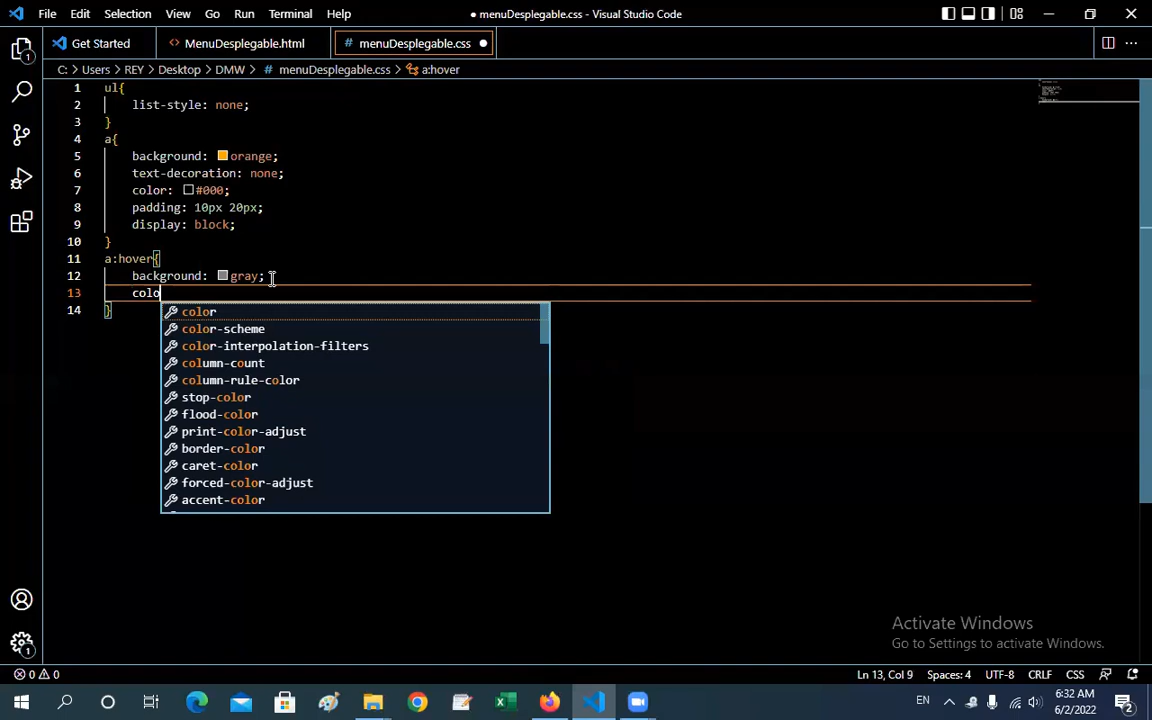 File Edit Selection View Go Run Terminal Help
● menuDesplegable.css - Visual Studio Code
Get Started
MenuDesplegable.html
# menuDesplegable.css ●
C: > Users > REY > Desktop > DMW > # menuDesplegable.css > a:hover
1 ul{
2 list-style: none;
3 }
4 a{
5 background: orange;
6 text-decoration: none;
7 color: #000;
8 padding: 10px 20px;
9 display: block;
10 }
11 a:hover{
12 background: gray;
13 colo
14 }
color
color-scheme
color-interpolation-filters
column-count
column-rule-color
stop-color
flood-color
print-color-adjust
border-color
caret-color
forced-color-adjust
accent-color
Activate Windows
Go to Settings to activate Windows.
0 0
Ln 13, Col 9 Spaces: 4 UTF-8 CRLF CSS
EN
6:32 AM
6/2/2022
2